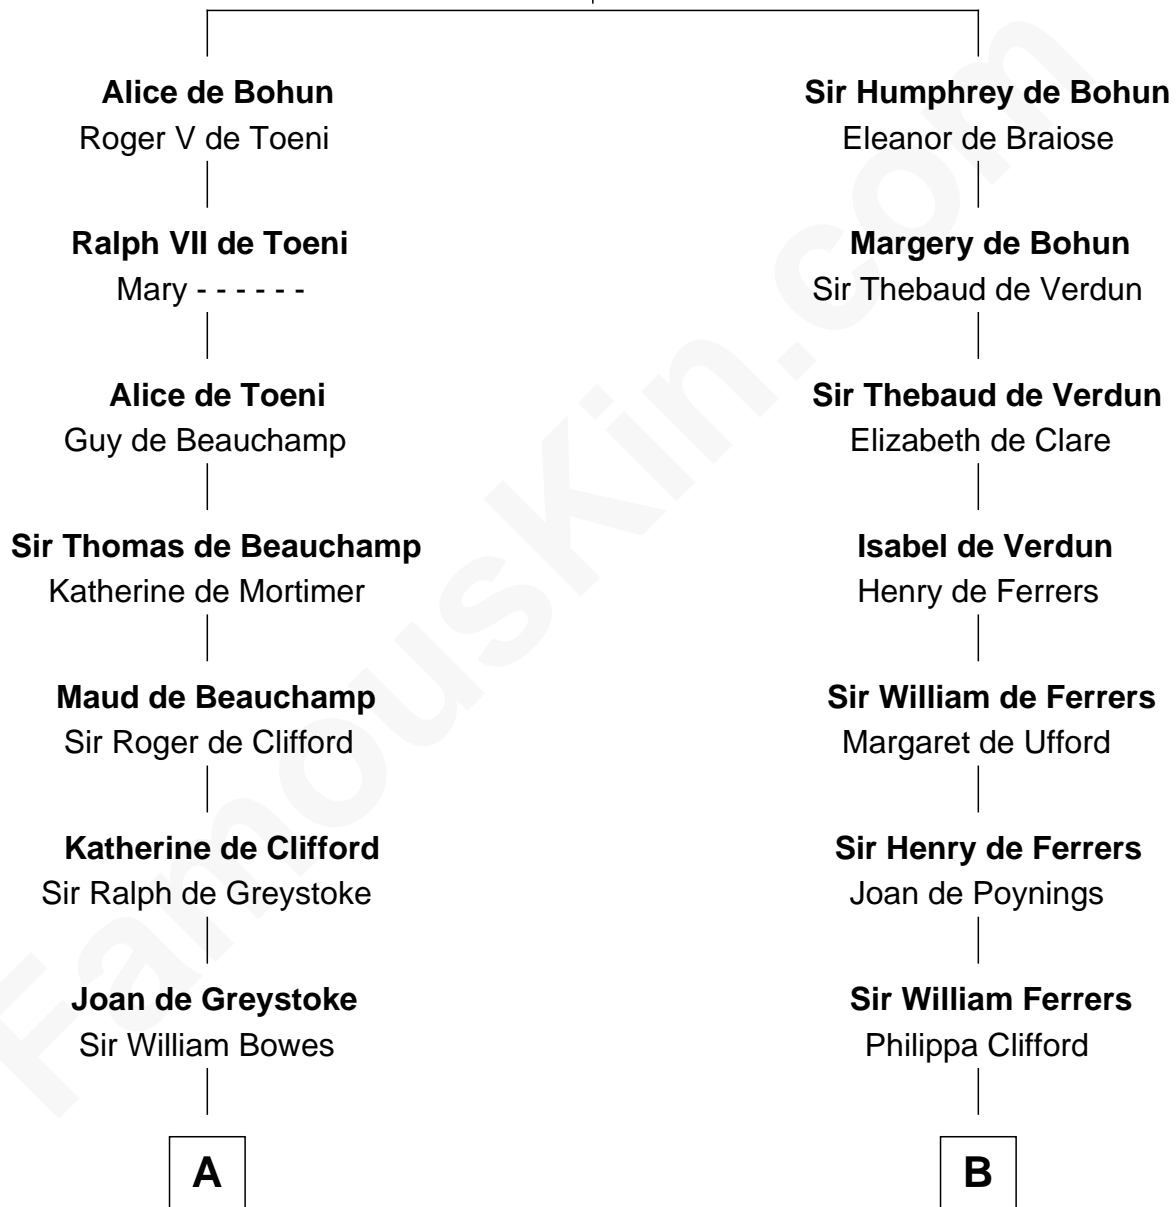 Alice de Bohun
Roger V de Toeni
Ralph VII de Toeni
Mary - - - - - -
Alice de Toeni
Guy de Beauchamp
Sir Thomas de Beauchamp
Katherine de Mortimer
Maud de Beauchamp
Sir Roger de Clifford
Katherine de Clifford
Sir Ralph de Greystoke
Joan de Greystoke
Sir William Bowes
A
Sir Humphrey de Bohun
Eleanor de Braiose
Margery de Bohun
Sir Thebaud de Verdun
Sir Thebaud de Verdun
Elizabeth de Clare
Isabel de Verdun
Henry de Ferrers
Sir William de Ferrers
Margaret de Ufford
Sir Henry de Ferrers
Joan de Poynings
Sir William Ferrers
Philippa Clifford
B
FamousKin.com